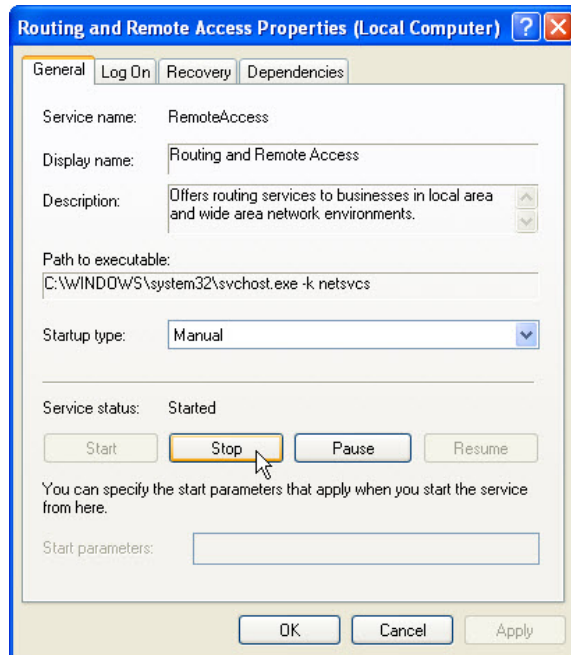 Routing and Remote Access Properties (Local Computer)
General Log On Recovery Dependencies
Service name: RemoteAccess
Display name: Routing and Remote Access
Description: Offers routing services to businesses in local area
and wide area network environments.
Path to executable:
C:\WINDOWS\system32\svchost.exe -k netsvcs
Startup type: Manual
Service status: Started
Start Stop Pause Resume
You can specify the start parameters that apply when you start the service
from here.
Start parameters:
OK Cancel Apply